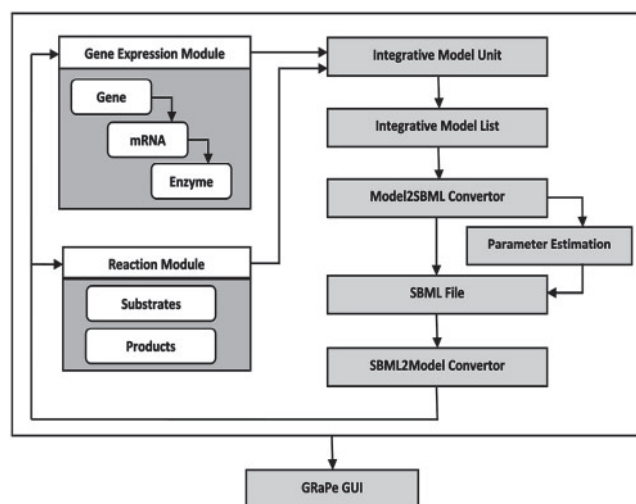 Gene Expression Module
Gene
mRNA
Enzyme
Reaction Module
Substrates
Products
Integrative Model Unit
Integrative Model List
Model2SBML Convertor
Parameter Estimation
SBML File
SBML2Model Convertor
GRaPe GUI